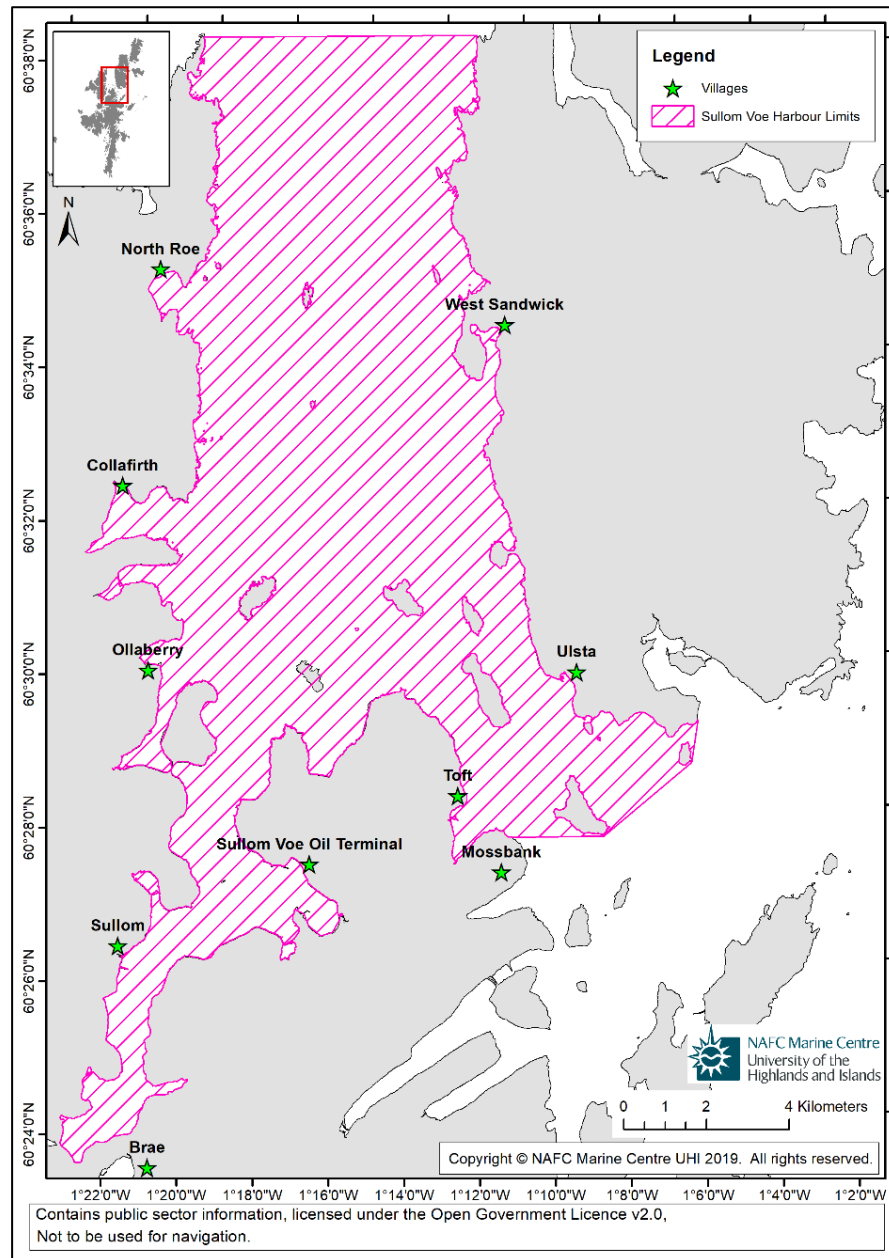 60°38'0"N
60°36'0"N
60°34'0"N
60°32'0"N
60°30'0"N
60°28'0"N
60°26'0"N
60°24'0"N
N
Legend
Villages
Sullom Voe Harbour Limits
North Roe
West Sandwick
Collafirth
Ollaberry
Ulsta
Toft
Sullom Voe Oil Terminal
Mossbank
Sullom
Brae
NAFC Marine Centre
University of the
Highlands and Islands
0 1 2 4 Kilometers
Copyright © NAFC Marine Centre UHI 2019. All rights reserved.
1°22'0"W 1°20'0"W 1°18'0"W 1°16'0"W 1°14'0"W 1°12'0"W 1°10'0"W 1°8'0"W 1°6'0"W 1°4'0"W 1°2'0"W
Contains public sector information, licensed under the Open Government Licence v2.0,
Not to be used for navigation.